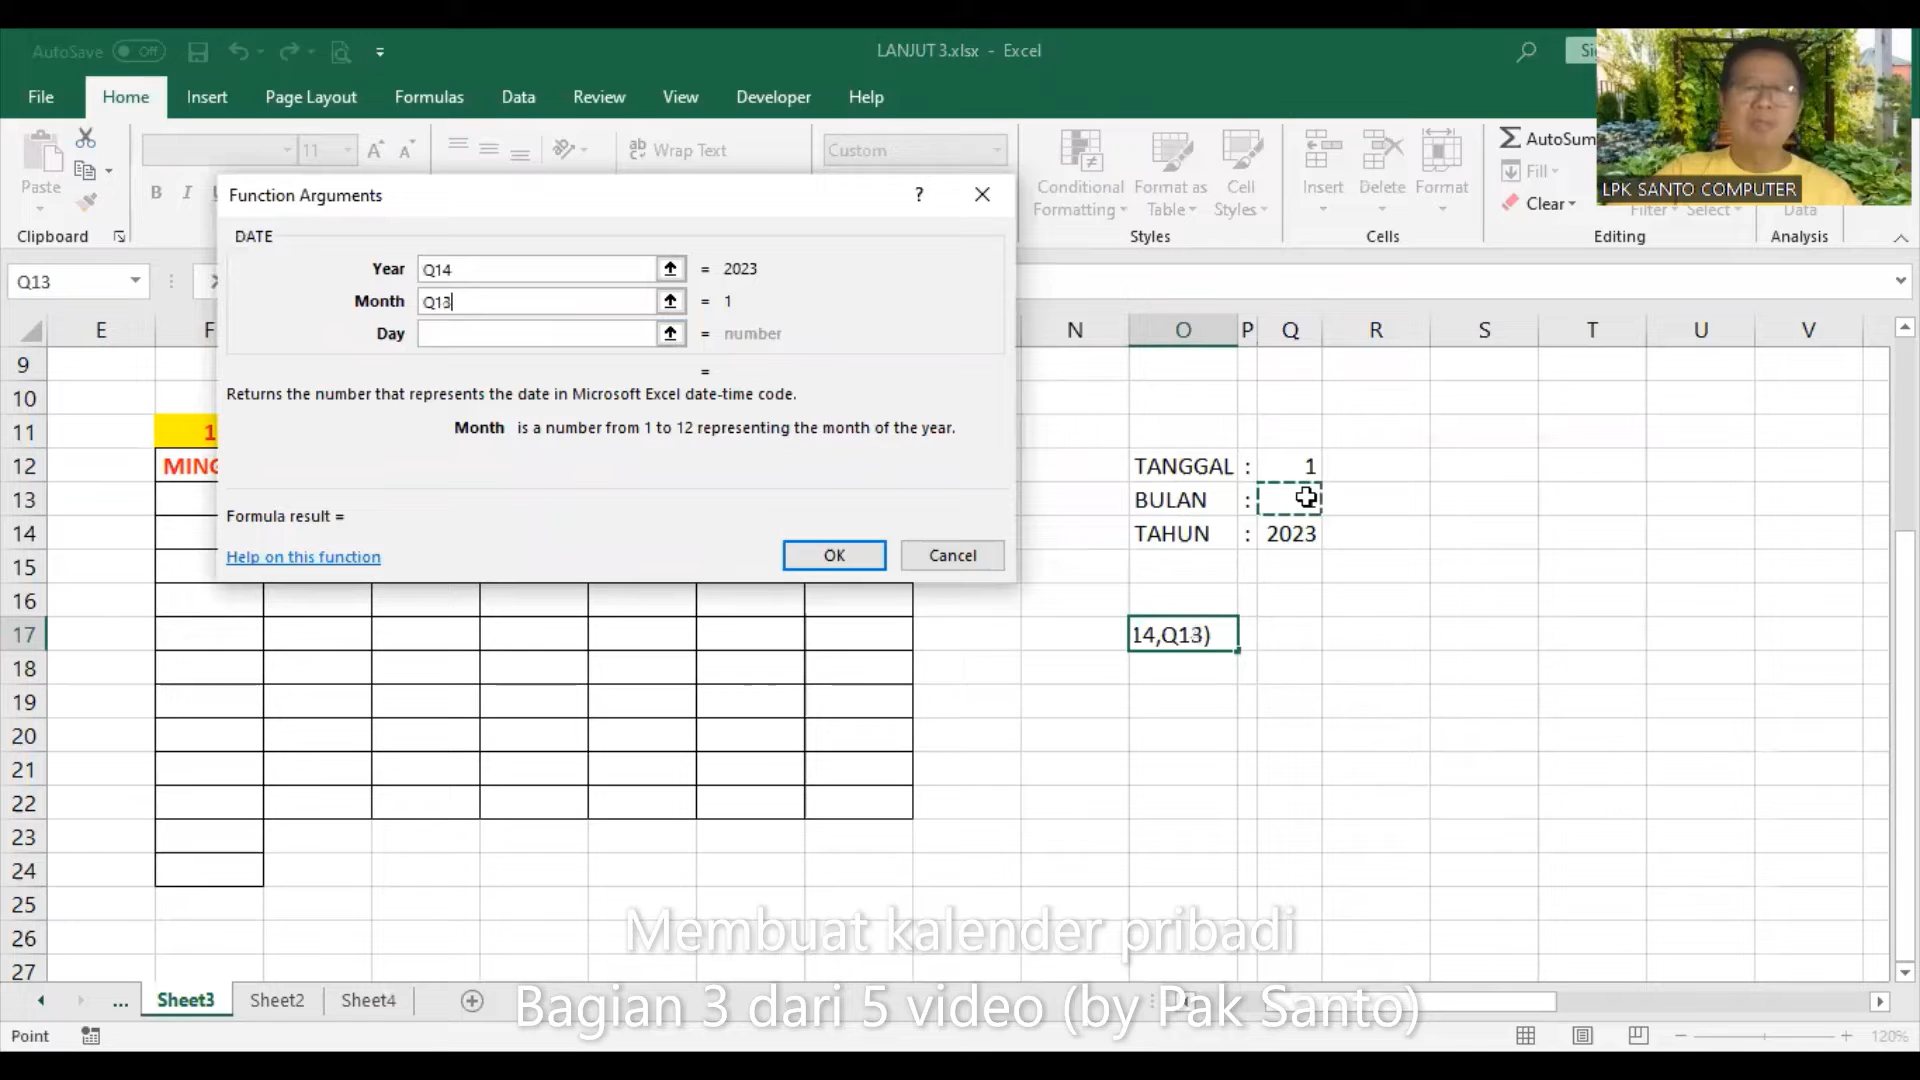 AutoSave Off
LANJUT 3.xlsx - Excel
File Home Insert Page Layout Formulas Data Review View Developer Help
LPK SANTO COMPUTER
Paste
11
Wrap Text
Custom
Conditional Formatting
Format as Table
Cell Styles
Insert Delete Format
AutoSum
Fill
Clear
Filter Select
Data
B I
Clipboard Styles Cells Editing Analysis
Function Arguments ?
DATE
Year Q14 = 2023
Month Q13 = 1
Day = number
=
Returns the number that represents the date in Microsoft Excel date-time code.
Month is a number from 1 to 12 representing the month of the year.
Formula result =
Help on this function OK Cancel
Q13
E F N O P Q R S T U V
9
10
11 1
12 TANGGAL : 1
13 BULAN :
14 TAHUN : 2023
15
16
17 14,Q13)
18
19
20
21
22
23
24
25
26
27
Membuat kalender pribadi
Bagian 3 dari 5 video (by Pak Santo)
... Sheet3 Sheet2 Sheet4
Point 120%